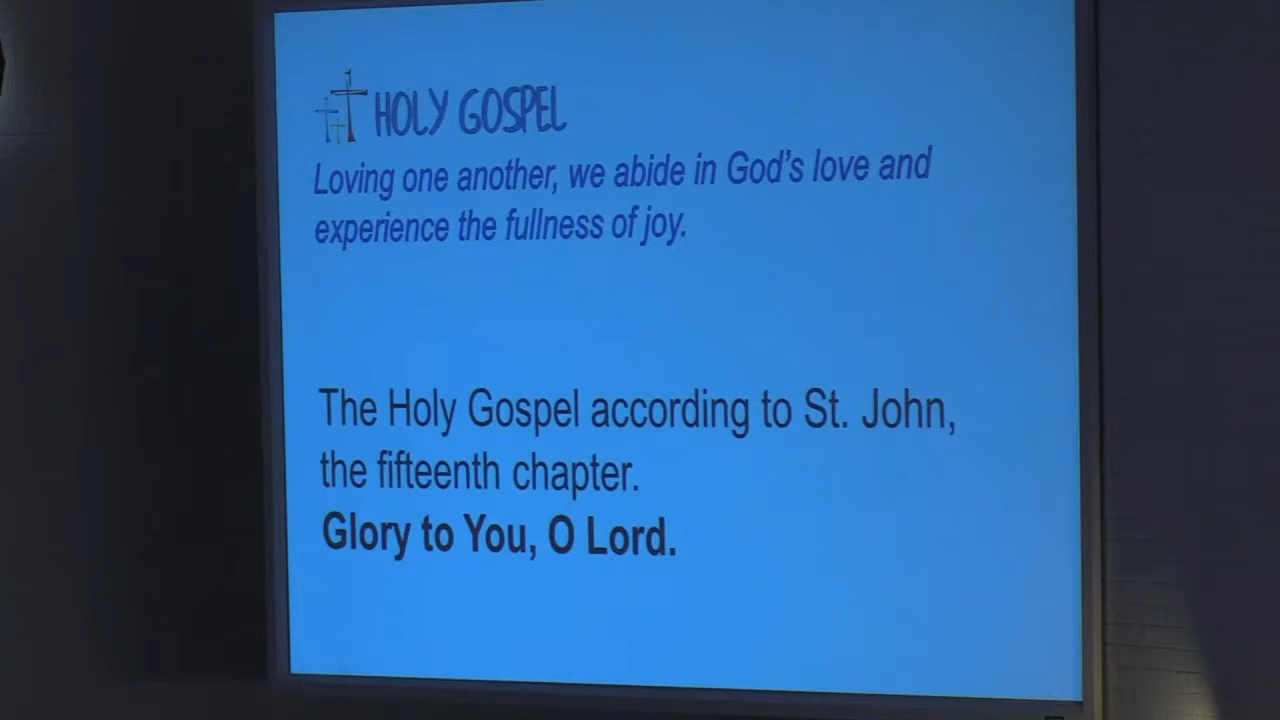 HOLY GOSPEL
Loving one another, we abide in God's love and
experience the fullness of joy.
The Holy Gospel according to St. John,
the fifteenth chapter.
Glory to You, O Lord.